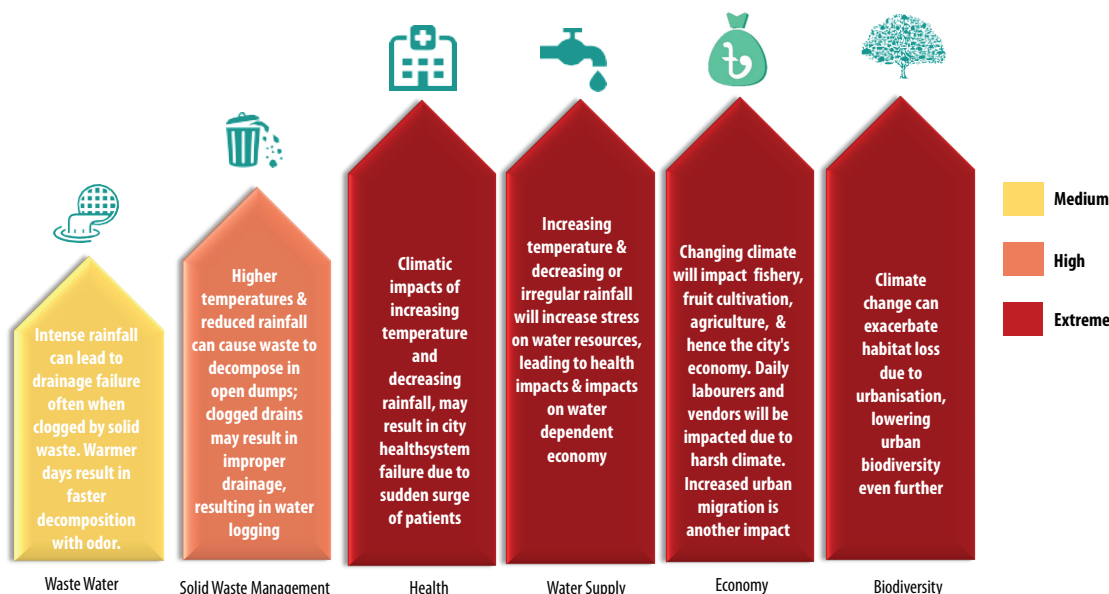 ৳
Intense rainfall
can lead to
drainage failure
often when
clogged by solid
waste. Warmer
days result in
faster
decomposition
with odor.
Waste Water
Higher
temperatures &
reduced rainfall
can cause waste to
decompose in
open dumps;
clogged drains
may result in
improper
drainage,
resulting in water
logging
Solid Waste Management
Climatic
impacts of
increasing
temperature
and
decreasing
rainfall, may
result in city
healthsystem
failure due to
sudden surge
of patients
Health
Increasing
temperature &
decreasing or
irregular rainfall
will increase stress
on water resources,
leading to health
impacts & impacts
on water
dependent
economy
Water Supply
Changing climate
will impact fishery,
fruit cultivation,
agriculture, &
hence the city's
economy. Daily
labourers and
vendors will be
impacted due to
harsh climate.
Increased urban
migration is
another impact
Economy
Climate
change can
exacerbate
habitat loss
due to
urbanisation,
lowering
urban
biodiversity
even further
Biodiversity
Medium
High
Extreme